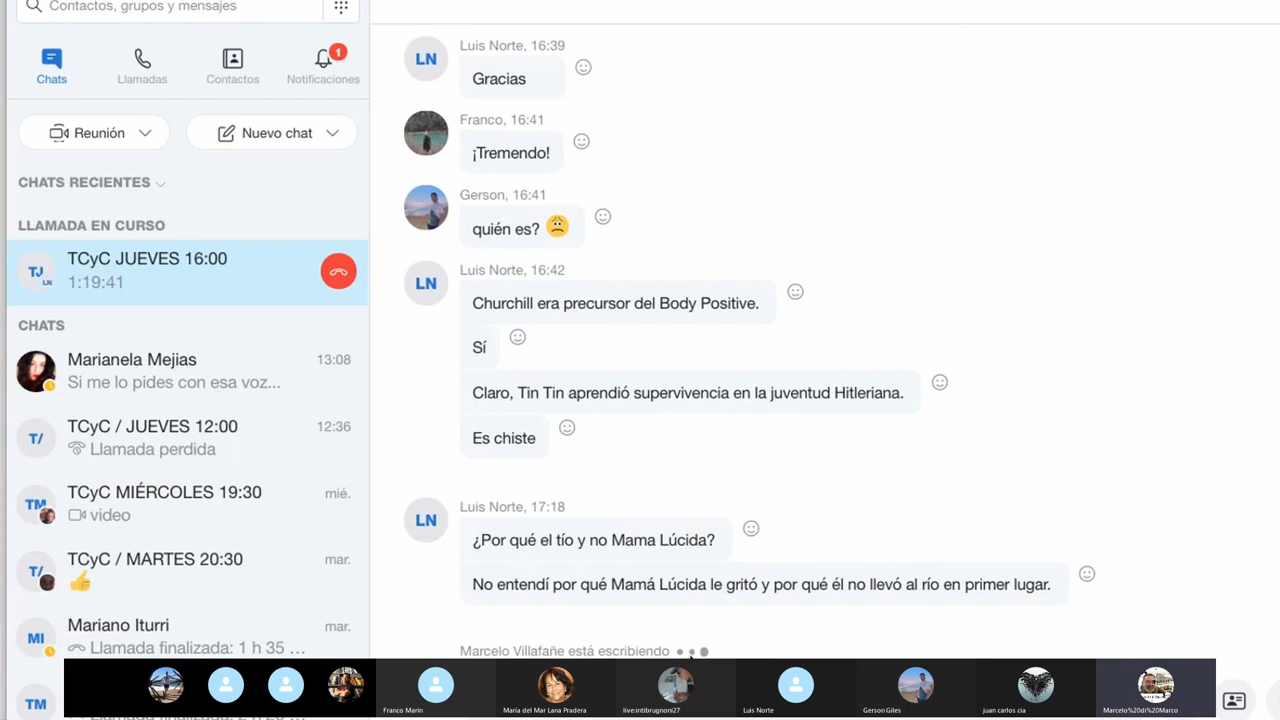 Contactos, grupos y mensajes
Chats
Llamadas
Contactos
1
Notificaciones
Reunión
Nuevo chat
CHATS RECIENTES
LLAMADA EN CURSO
TJ
LN
TCyC JUEVES 16:00
1:19:41
CHATS
Marianela Mejias
13:08
Si me lo pides con esa voz...
T/
TCyC / JUEVES 12:00
12:36
Llamada perdida
TM
TCyC MIÉRCOLES 19:30
mié.
video
T/
TCyC / MARTES 20:30
mar.
👍
MI
Mariano Iturri
mar.
Llamada finalizada: 1 h 35 ...
TM
LN
Luis Norte, 16:39
Gracias
Franco, 16:41
¡Tremendo!
Gerson, 16:41
quién es?
LN
Luis Norte, 16:42
Churchill era precursor del Body Positive.
Sí
Claro, Tin Tin aprendió supervivencia en la juventud Hitleriana.
Es chiste
LN
Luis Norte, 17:18
¿Por qué el tío y no Mama Lúcida?
No entendí por qué Mamá Lúcida le gritó y por qué él no llevó al río en primer lugar.
Marcelo Villafañe está escribiendo
Franco Marin
María del Mar Lana Pradera
live:intibrugnoni27
Luis Norte
Gerson Giles
juan carlos cia
Marcelo%20di%20Marco